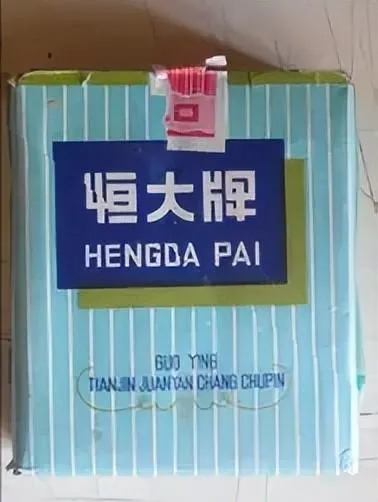 恒大牌
HENGDA PAI
GUO YING
TIANJIN JUANYAN CHANG CHUPIN